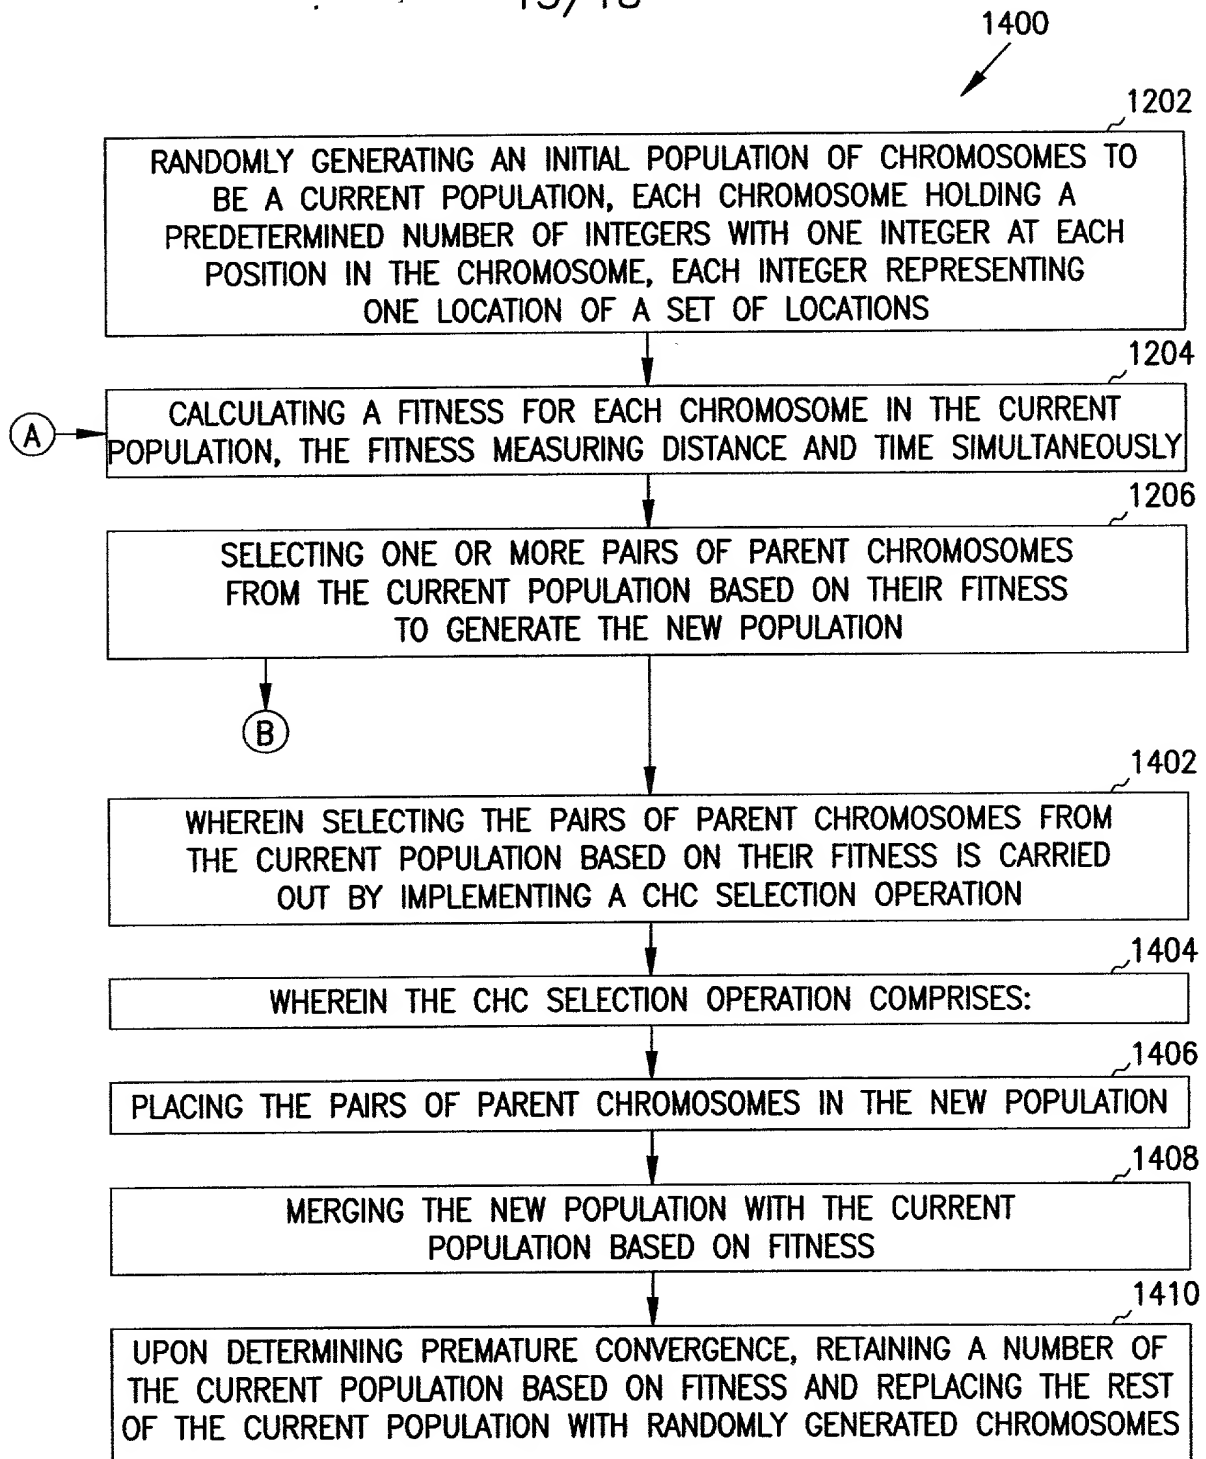 1400
1202
RANDOMLY GENERATING AN INITIAL POPULATION OF CHROMOSOMES TO
BE A CURRENT POPULATION, EACH CHROMOSOME HOLDING A
PREDETERMINED NUMBER OF INTEGERS WITH ONE INTEGER AT EACH
POSITION IN THE CHROMOSOME, EACH INTEGER REPRESENTING
ONE LOCATION OF A SET OF LOCATIONS
1204
A
CALCULATING A FITNESS FOR EACH CHROMOSOME IN THE CURRENT
POPULATION, THE FITNESS MEASURING DISTANCE AND TIME SIMULTANEOUSLY
1206
SELECTING ONE OR MORE PAIRS OF PARENT CHROMOSOMES
FROM THE CURRENT POPULATION BASED ON THEIR FITNESS
TO GENERATE THE NEW POPULATION
B
1402
WHEREIN SELECTING THE PAIRS OF PARENT CHROMOSOMES FROM
THE CURRENT POPULATION BASED ON THEIR FITNESS IS CARRIED
OUT BY IMPLEMENTING A CHC SELECTION OPERATION
1404
WHEREIN THE CHC SELECTION OPERATION COMPRISES:
1406
PLACING THE PAIRS OF PARENT CHROMOSOMES IN THE NEW POPULATION
1408
MERGING THE NEW POPULATION WITH THE CURRENT
POPULATION BASED ON FITNESS
1410
UPON DETERMINING PREMATURE CONVERGENCE, RETAINING A NUMBER OF
THE CURRENT POPULATION BASED ON FITNESS AND REPLACING THE REST
OF THE CURRENT POPULATION WITH RANDOMLY GENERATED CHROMOSOMES